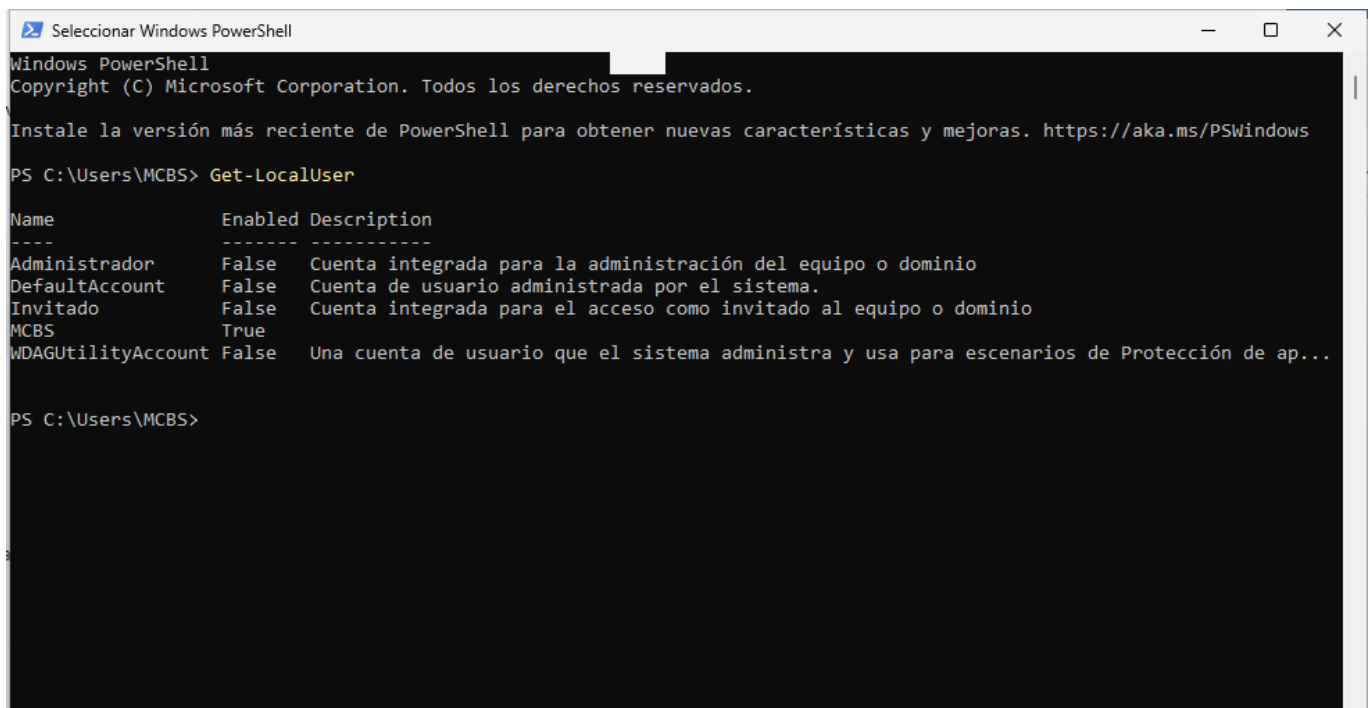 Seleccionar Windows PowerShell
Windows PowerShell
Copyright (C) Microsoft Corporation. Todos los derechos reservados.
Instale la versión más reciente de PowerShell para obtener nuevas características y mejoras. https://aka.ms/PSWindows
PS C:\Users\MCBS> Get-LocalUser
Name Enabled Description
---- ------- -----------
Administrador False Cuenta integrada para la administración del equipo o dominio
DefaultAccount False Cuenta de usuario administrada por el sistema.
Invitado False Cuenta integrada para el acceso como invitado al equipo o dominio
MCBS True
WDAGUtilityAccount False Una cuenta de usuario que el sistema administra y usa para escenarios de Protección de ap...
PS C:\Users\MCBS>